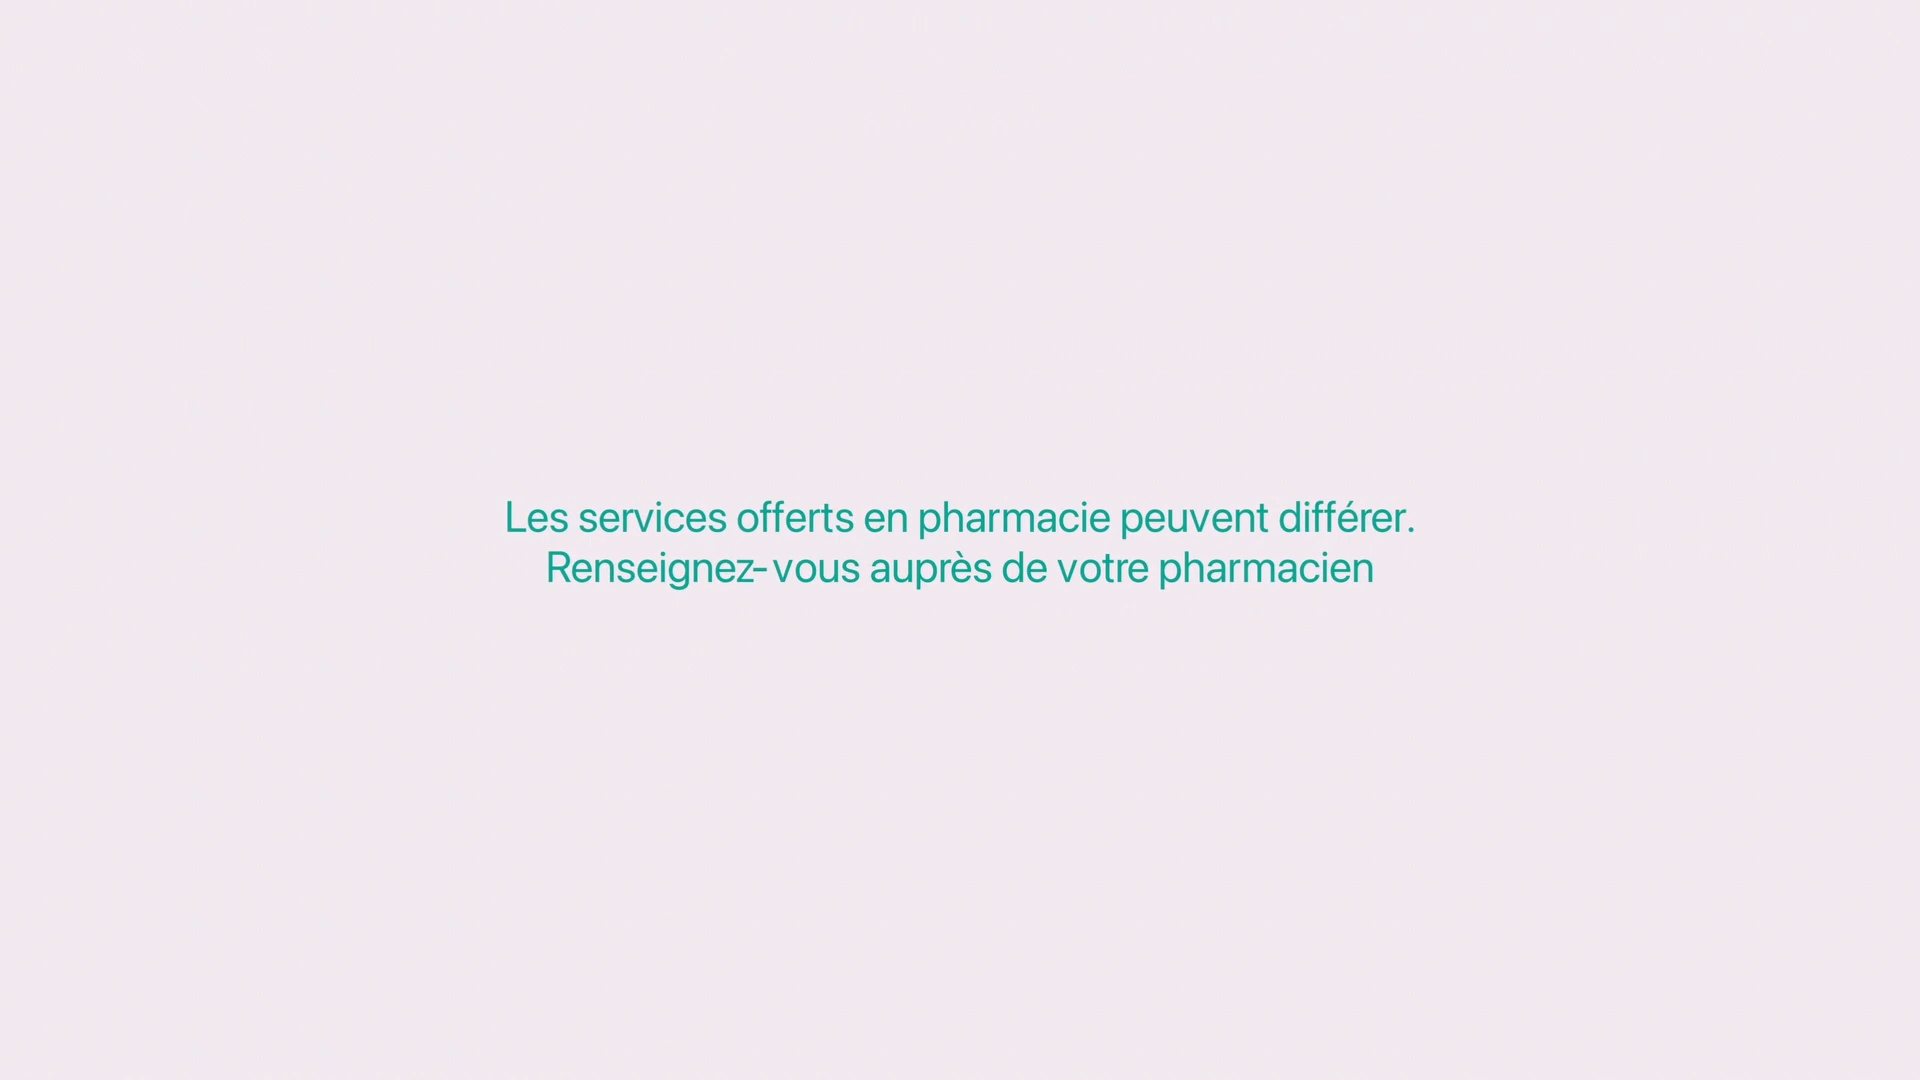 Les services offerts en pharmacie peuvent différer.
Renseignez-vous auprès de votre pharmacien